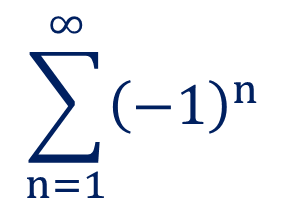 ∞
∑(−1)ⁿ
n=1